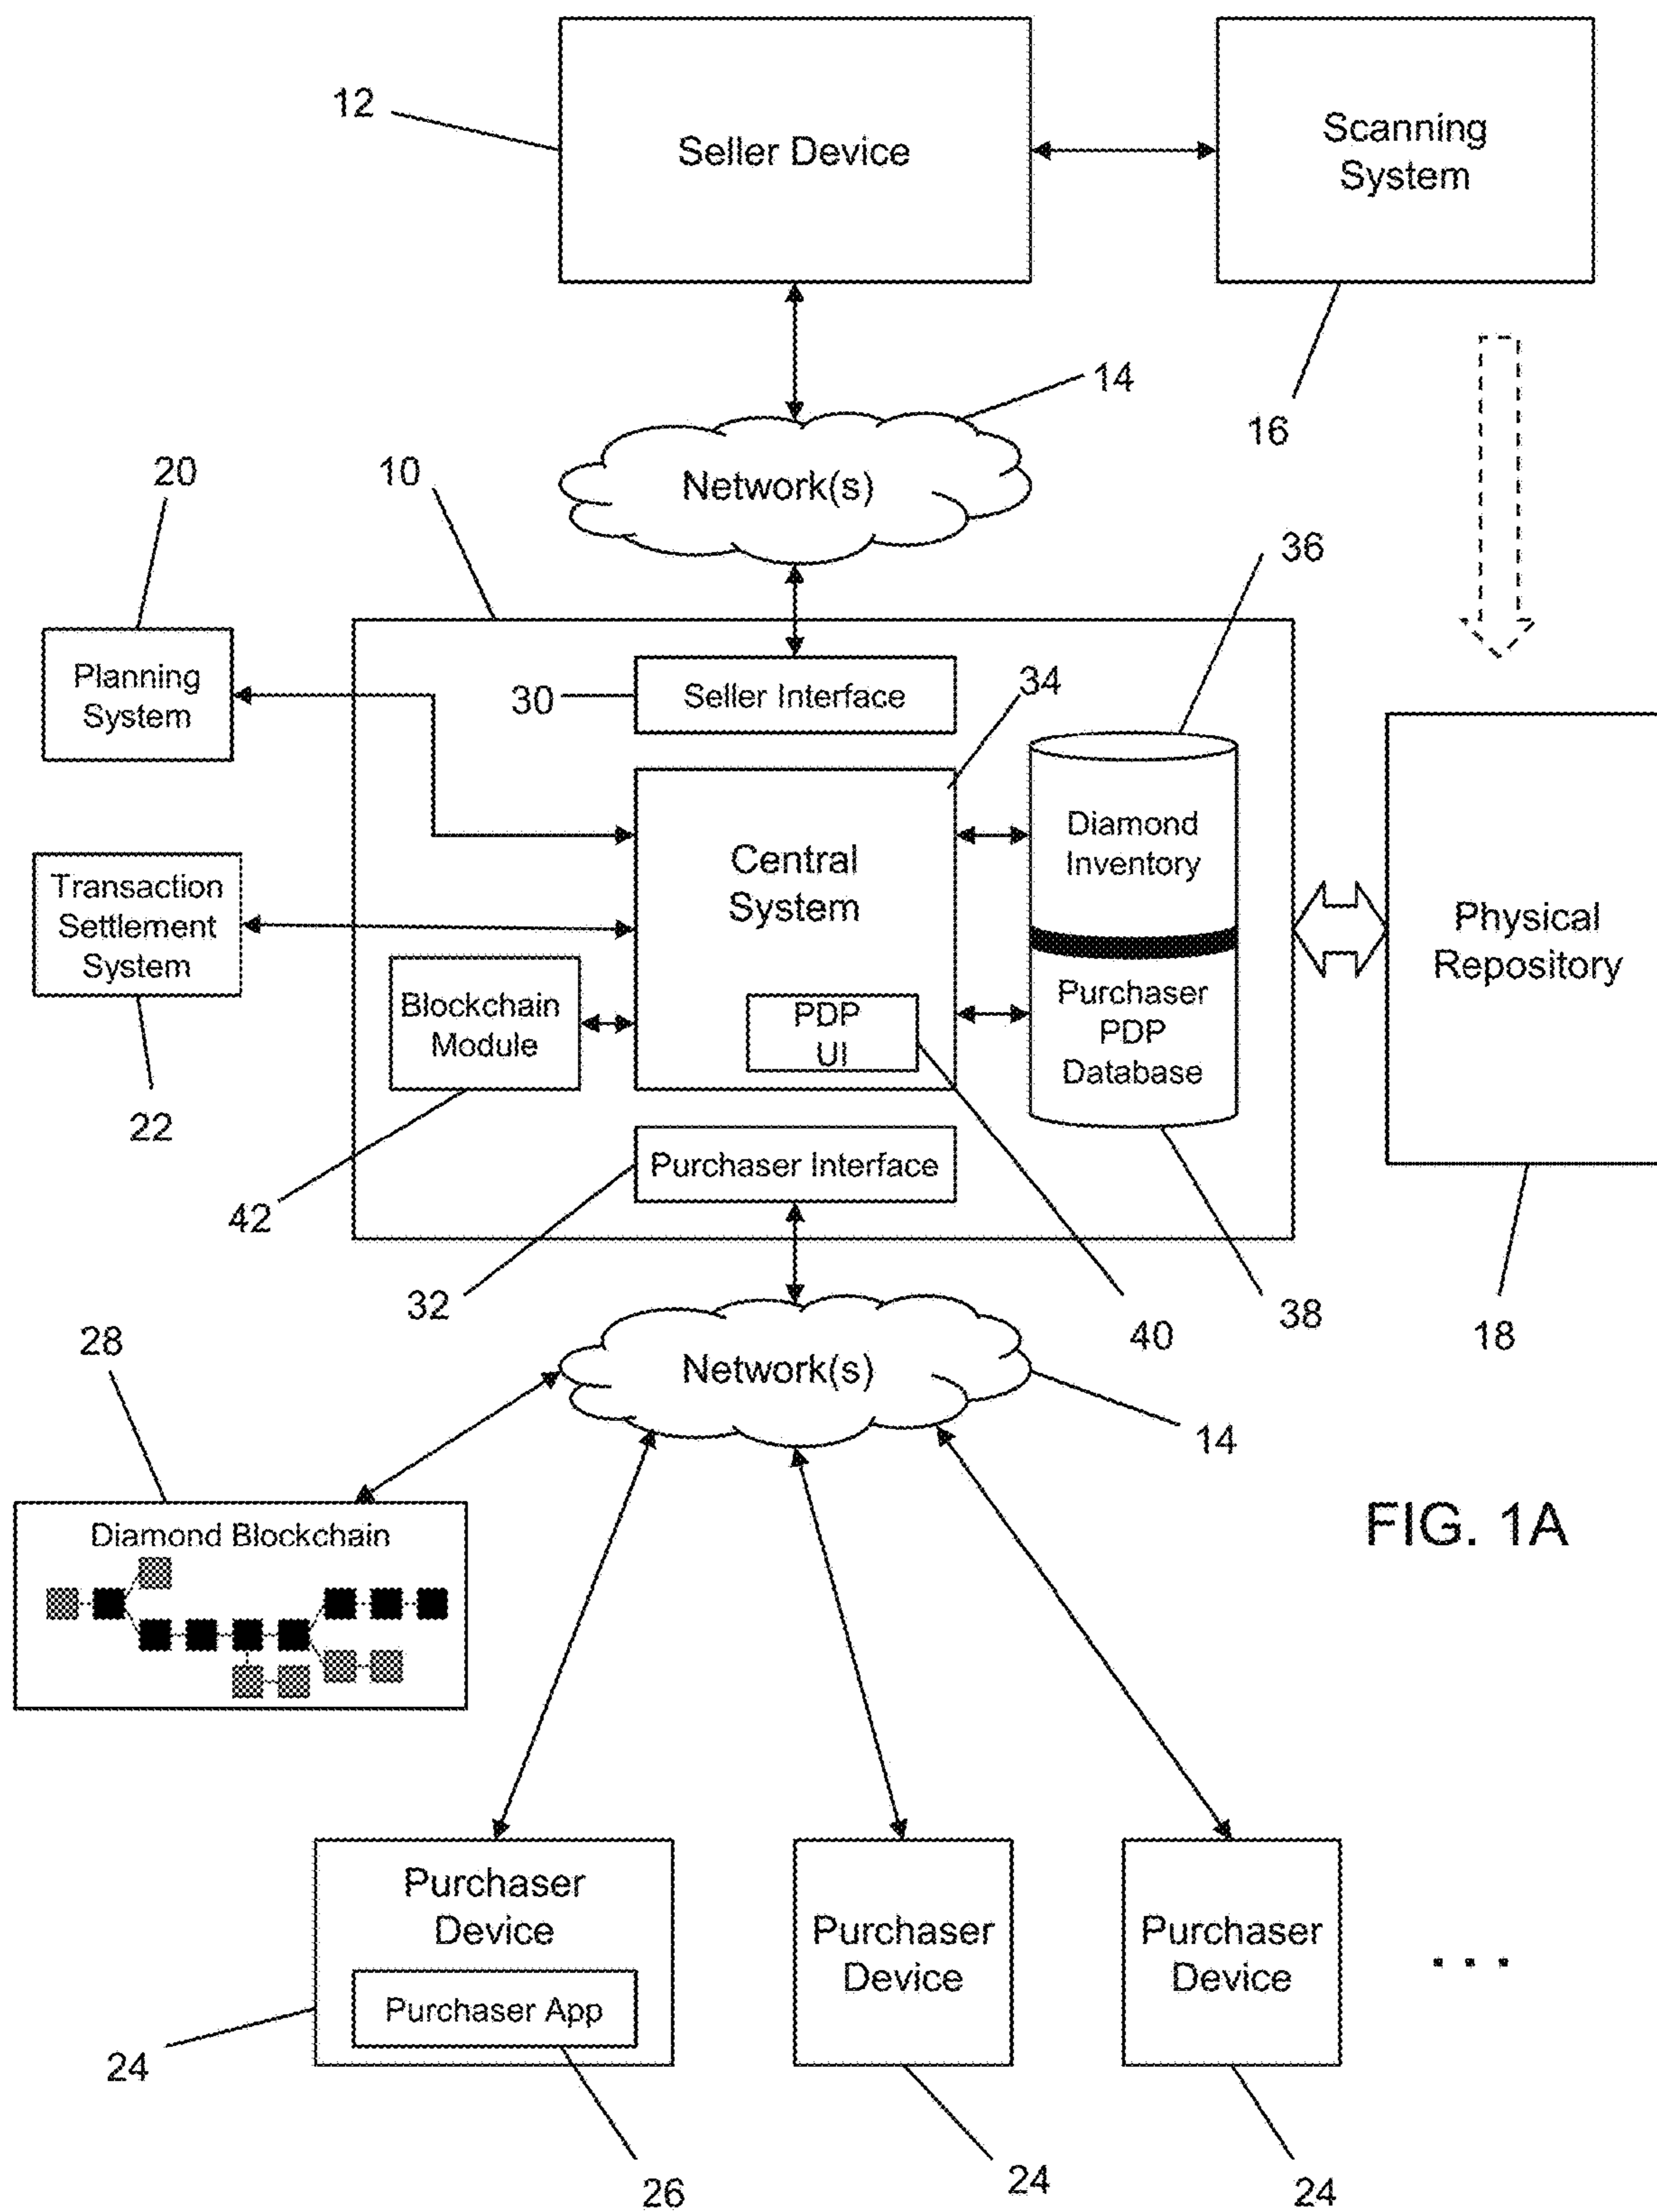 12
Seller Device
Scanning
System
14
16
20
10
Network(s)
36
Planning
System
30
Seller Interface
34
Central
System
Diamond
Inventory
Transaction
Settlement
System
Physical
Repository
Blockchain
Module
PDP
UI
Purchaser
PDP
Database
22
Purchaser Interface
42
32
40
38
18
28
Network(s)
14
Diamond Blockchain
FIG. 1A
Purchaser
Device
Purchaser App
Purchaser
Device
Purchaser
Device
. . .
24
26
24
24